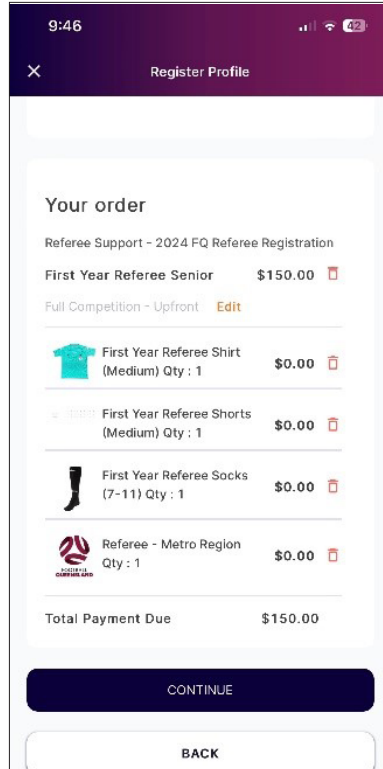 9:46
42
Register Profile
Your order
Referee Support - 2024 FQ Referee Registration
First Year Referee Senior $150.00
Full Competition - Upfront Edit
First Year Referee Shirt
(Medium) Qty : 1 $0.00
First Year Referee Shorts
(Medium) Qty : 1 $0.00
First Year Referee Socks
(7-11) Qty : 1 $0.00
Referee - Metro Region
Qty : 1 $0.00
FOOTBALL
QUEENSLAND
Total Payment Due $150.00
CONTINUE
BACK